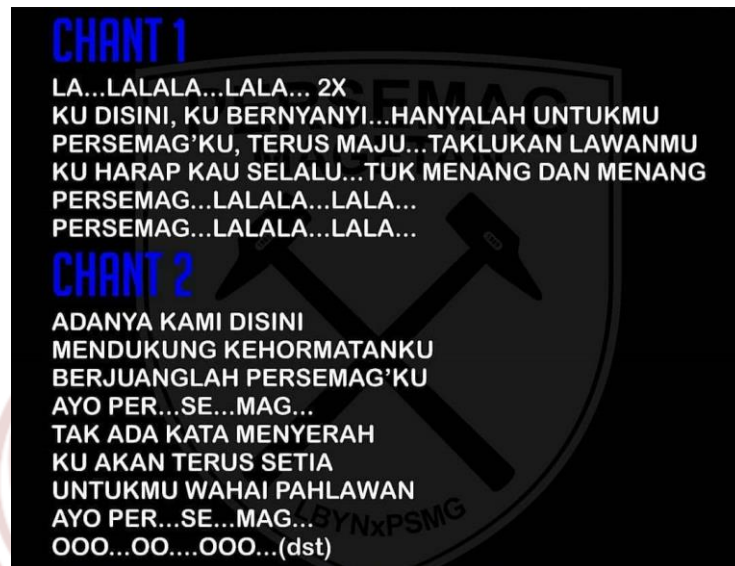 CHANT 1
LA...LALALA...LALA... 2X
KU DISINI, KU BERNYANYI...HANYALAH UNTUKMU
PERSEMAG'KU, TERUS MAJU...TAKLUKAN LAWANMU
KU HARAP KAU SELALU...TUK MENANG DAN MENANG
PERSEMAG...LALALA...LALA...
PERSEMAG...LALALA...LALA...
CHANT 2
ADANYA KAMI DISINI
MENDUKUNG KEHORMATANKU
BERJUANGLAH PERSEMAG'KU
AYO PER...SE...MAG...
TAK ADA KATA MENYERAH
KU AKAN TERUS SETIA
UNTUKMU WAHAI PAHLAWAN
AYO PER...SE...MAG...
OOO...OO....OOO...(dst)
PERSEMAG
MAGETAN
LBYNxPSMG